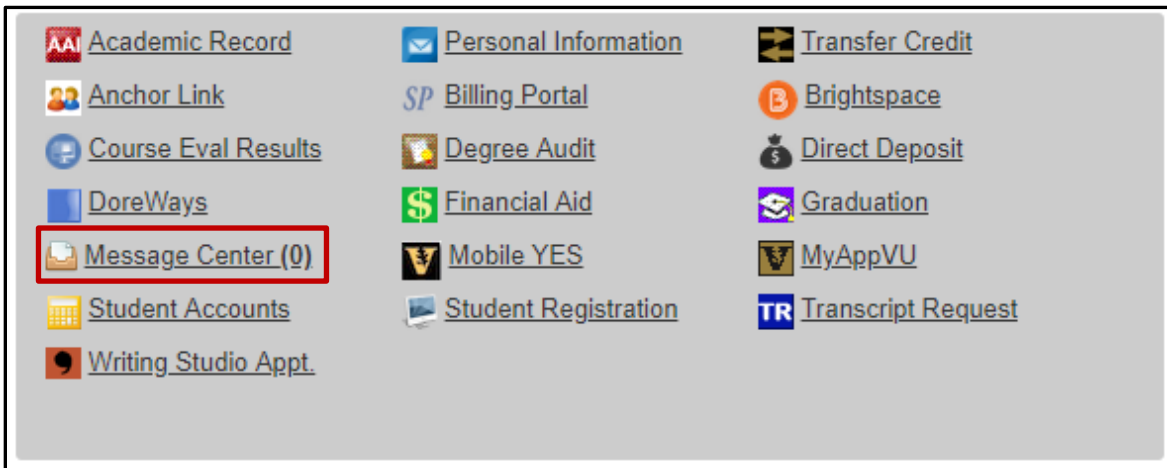 AAI Academic Record Personal Information Transfer Credit
Anchor Link SP Billing Portal B Brightspace
Course Eval Results Degree Audit $ Direct Deposit
DoreWays $ Financial Aid Graduation
Message Center (0) V Mobile YES V MyAppVU
Student Accounts Student Registration TR Transcript Request
Writing Studio Appt.